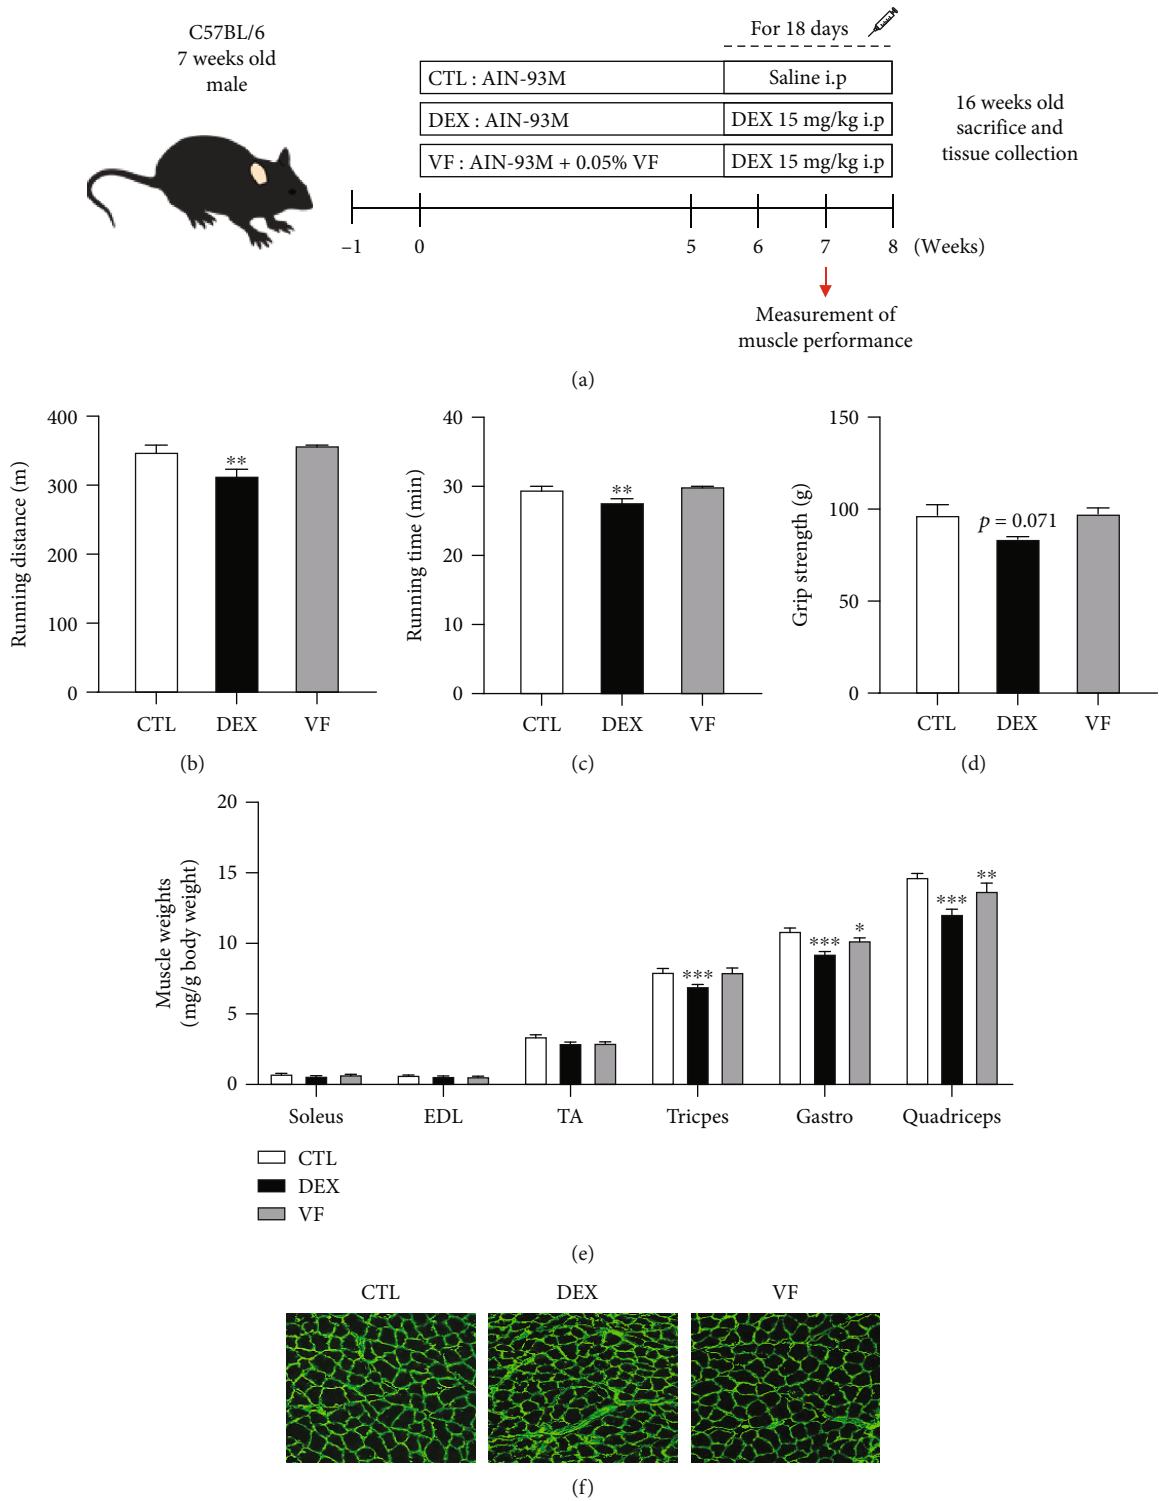 C57BL/6
7 weeks old
male
For 18 days
CTL : AIN-93M
Saline i.p
DEX : AIN-93M
DEX 15 mg/kg i.p
VF : AIN-93M + 0.05% VF
DEX 15 mg/kg i.p
16 weeks old
sacrifice and
tissue collection
−1 0 5 6 7 8 (Weeks)
Measurement of
muscle performance
(a)
Running distance (m)
400
300
200
100
0
**
CTL DEX VF
(b)
Running time (min)
40
30
20
10
0
**
CTL DEX VF
(c)
Grip strength (g)
150
100
50
0
p = 0.071
CTL DEX VF
(d)
Muscle weights
(mg/g body weight)
20
15
10
5
0
***
*** *
*** **
Soleus EDL TA Tricpes Gastro Quadriceps
CTL
DEX
VF
(e)
CTL DEX VF
(f)